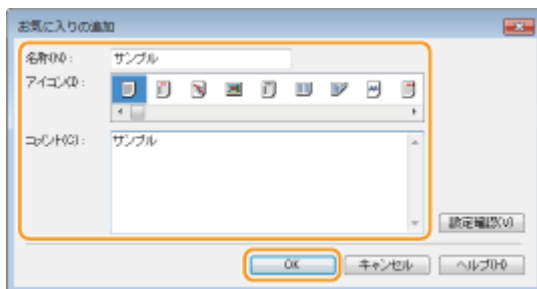 お気に入りの追加
名称(N): サンプル
アイコン(I):
コメント(C): サンプル
設定確認(V)
OK キャンセル ヘルプ(H)